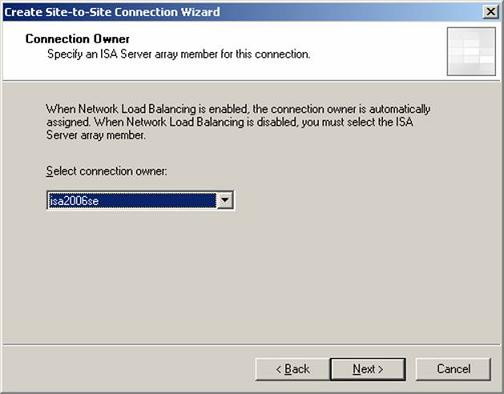 Create Site-to-Site Connection Wizard
Connection Owner
Specify an ISA Server array member for this connection.
When Network Load Balancing is enabled, the connection owner is automatically
assigned. When Network Load Balancing is disabled, you must select the ISA
Server array member.
Select connection owner:
isa2006se
< Back
Next >
Cancel